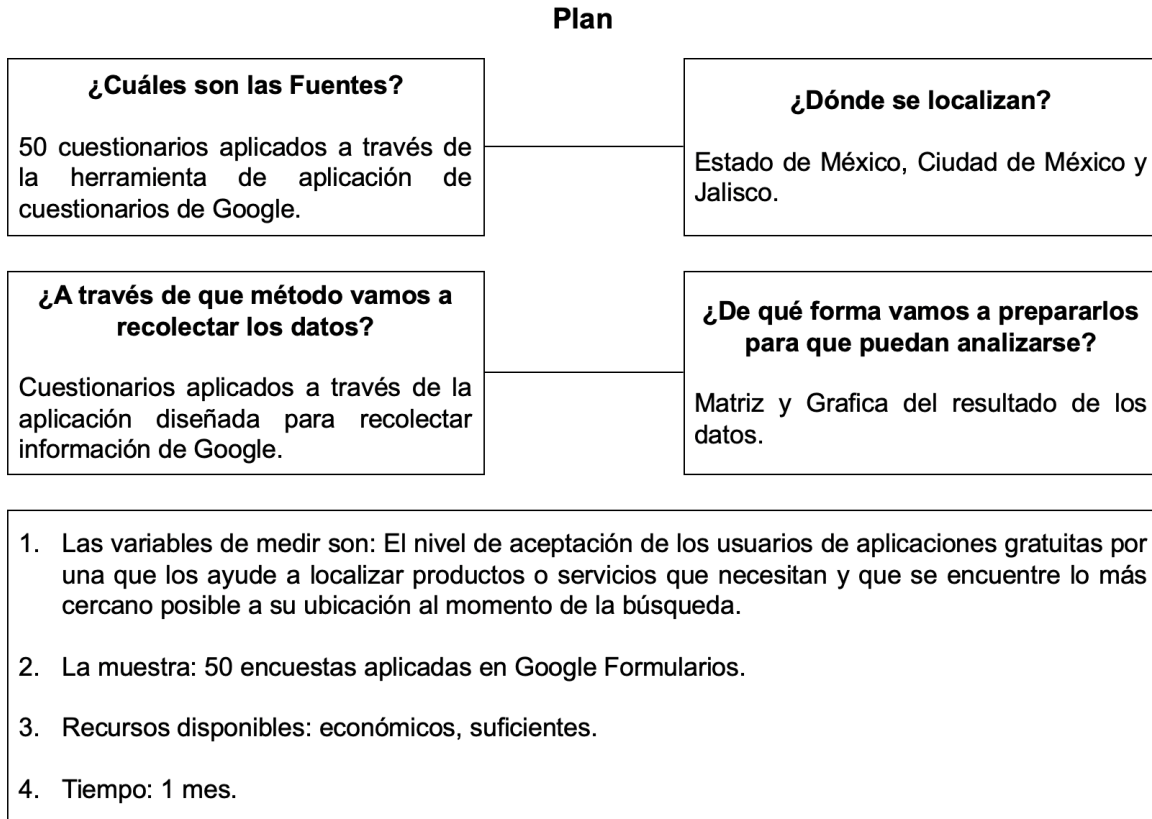 Plan
¿Cuáles son las Fuentes?
50 cuestionarios aplicados a través de
la herramienta de aplicación de
cuestionarios de Google.
¿Dónde se localizan?
Estado de México, Ciudad de México y
Jalisco.
¿A través de que método vamos a
recolectar los datos?
Cuestionarios aplicados a través de la
aplicación diseñada para recolectar
información de Google.
¿De qué forma vamos a prepararlos
para que puedan analizarse?
Matriz y Grafica del resultado de los
datos.
1. Las variables de medir son: El nivel de aceptación de los usuarios de aplicaciones gratuitas por
una que los ayude a localizar productos o servicios que necesitan y que se encuentre lo más
cercano posible a su ubicación al momento de la búsqueda.
2. La muestra: 50 encuestas aplicadas en Google Formularios.
3. Recursos disponibles: económicos, suficientes.
4. Tiempo: 1 mes.